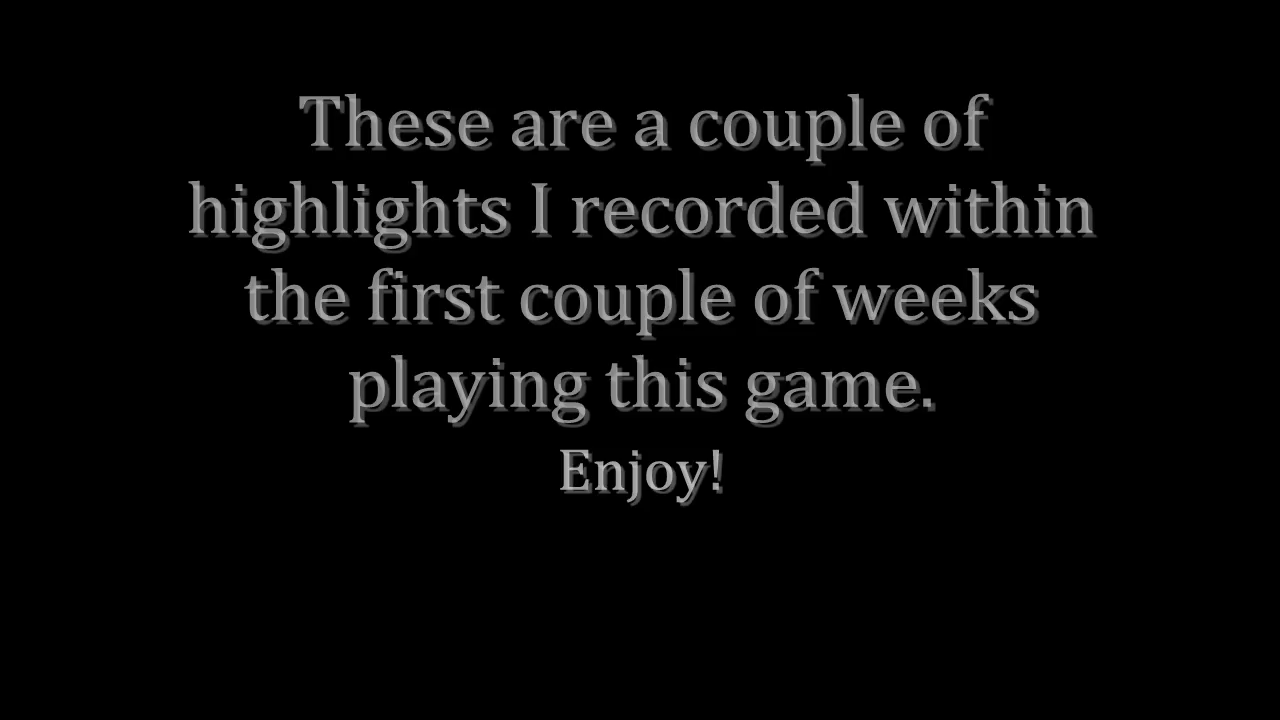 These are a couple of
highlights I recorded within
the first couple of weeks
playing this game.
Enjoy!